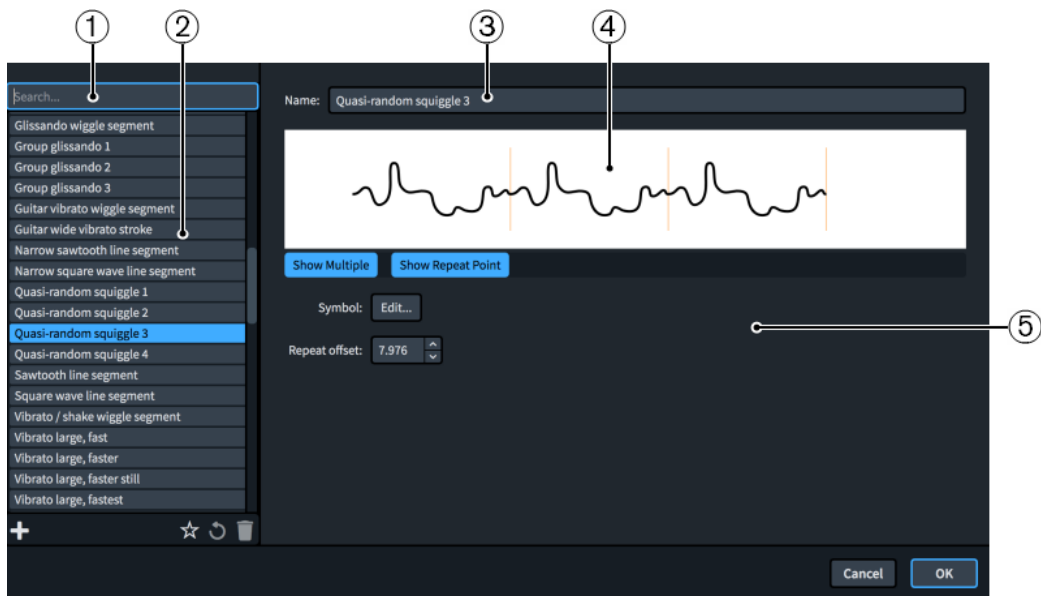 ① ② ③ ④
Search...
Name: Quasi-random squiggle 3
Glissando wiggle segment
Group glissando 1
Group glissando 2
Group glissando 3
Guitar vibrato wiggle segment
Guitar wide vibrato stroke
Narrow sawtooth line segment
Narrow square wave line segment
Quasi-random squiggle 1
Quasi-random squiggle 2
Quasi-random squiggle 3
Quasi-random squiggle 4
Sawtooth line segment
Square wave line segment
Vibrato / shake wiggle segment
Vibrato large, fast
Vibrato large, faster
Vibrato large, faster still
Vibrato large, fastest
Show Multiple Show Repeat Point
Symbol: Edit...
⑤
Repeat offset: 7.976
Cancel OK